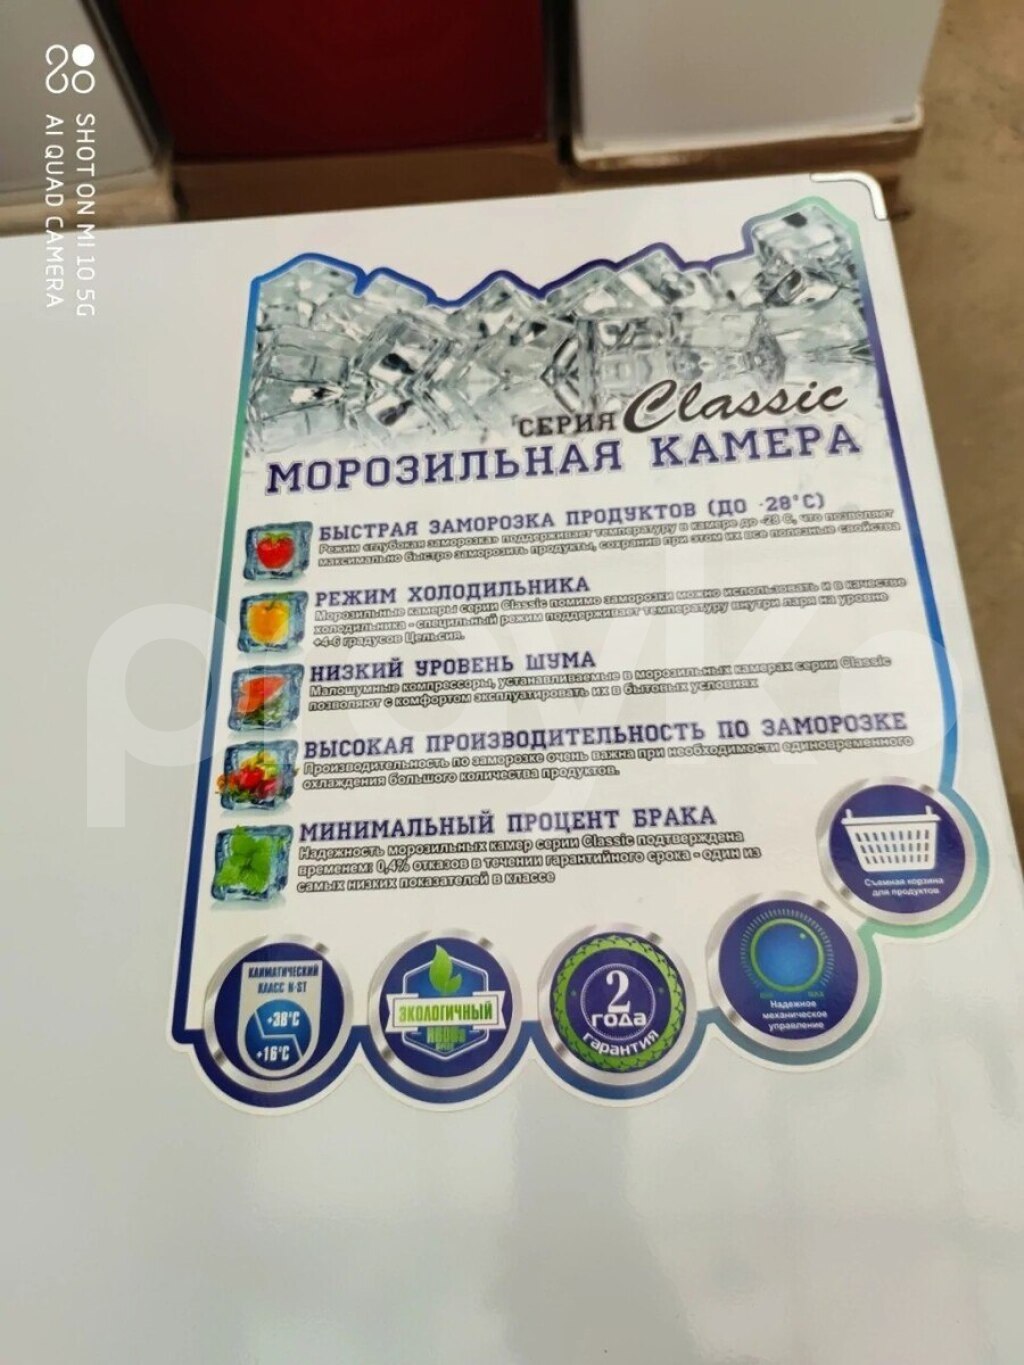 SHOT ON MI 10 5G
AI QUAD CAMERA
СЕРИЯ Classic
МОРОЗИЛЬНАЯ КАМЕРА
БЫСТРАЯ ЗАМОРОЗКА ПРОДУКТОВ (ДО -28°C)
Режим «глубокая заморозка» поддерживает температуру в камере до -28 С, что позволяет
максимально быстро заморозить продукты, сохранив при этом их все полезные свойства
РЕЖИМ ХОЛОДИЛЬНИКА
Морозильные камеры серии Classic помимо заморозки можно использовать и в качестве
холодильника - специльный режим поддерживает температуру внутри ларя на уровне
+4-6 градусов Цельсия.
НИЗКИЙ УРОВЕНЬ ШУМА
Малошумные компрессоры, устанавливаемые в морозильных камерах серии Classic
позволяют с комфортом эксплуатировать их в бытовых условиях
ВЫСОКАЯ ПРОИЗВОДИТЕЛЬНОСТЬ ПО ЗАМОРОЗКЕ
Производительность по заморозке очень важна при необходимости единовременного
охлаждения большого количества продуктов.
МИНИМАЛЬНЫЙ ПРОЦЕНТ БРАКА
Надежность морозильных камер серии Classic подтверждена
временем: 0,4% отказов в течении гарантийного срока - один из
самых низких показателей в классе
Съемная корзина
для продуктов
MAX
Надежное
механическое
управление
2
ГОДА
гарантия
ЭКОЛОГИЧНЫЙ
КЛИМАТИЧЕСКИЙ
КЛАСС N-ST
+38°C
+16°C
playka